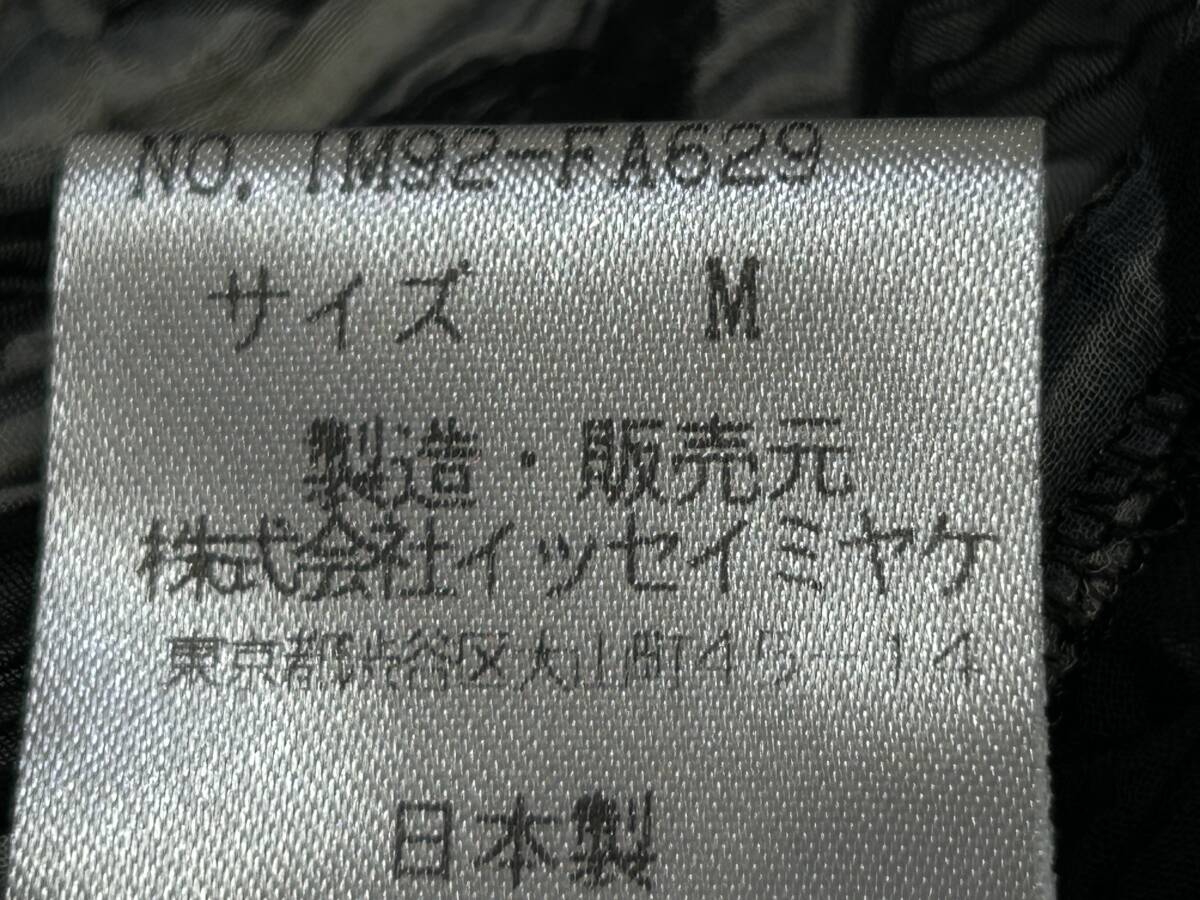 NO. IM92-FA629
サイズ M
製造・販売元
株式会社イッセイミヤケ
東京都渋谷区大山町45-14
日本製